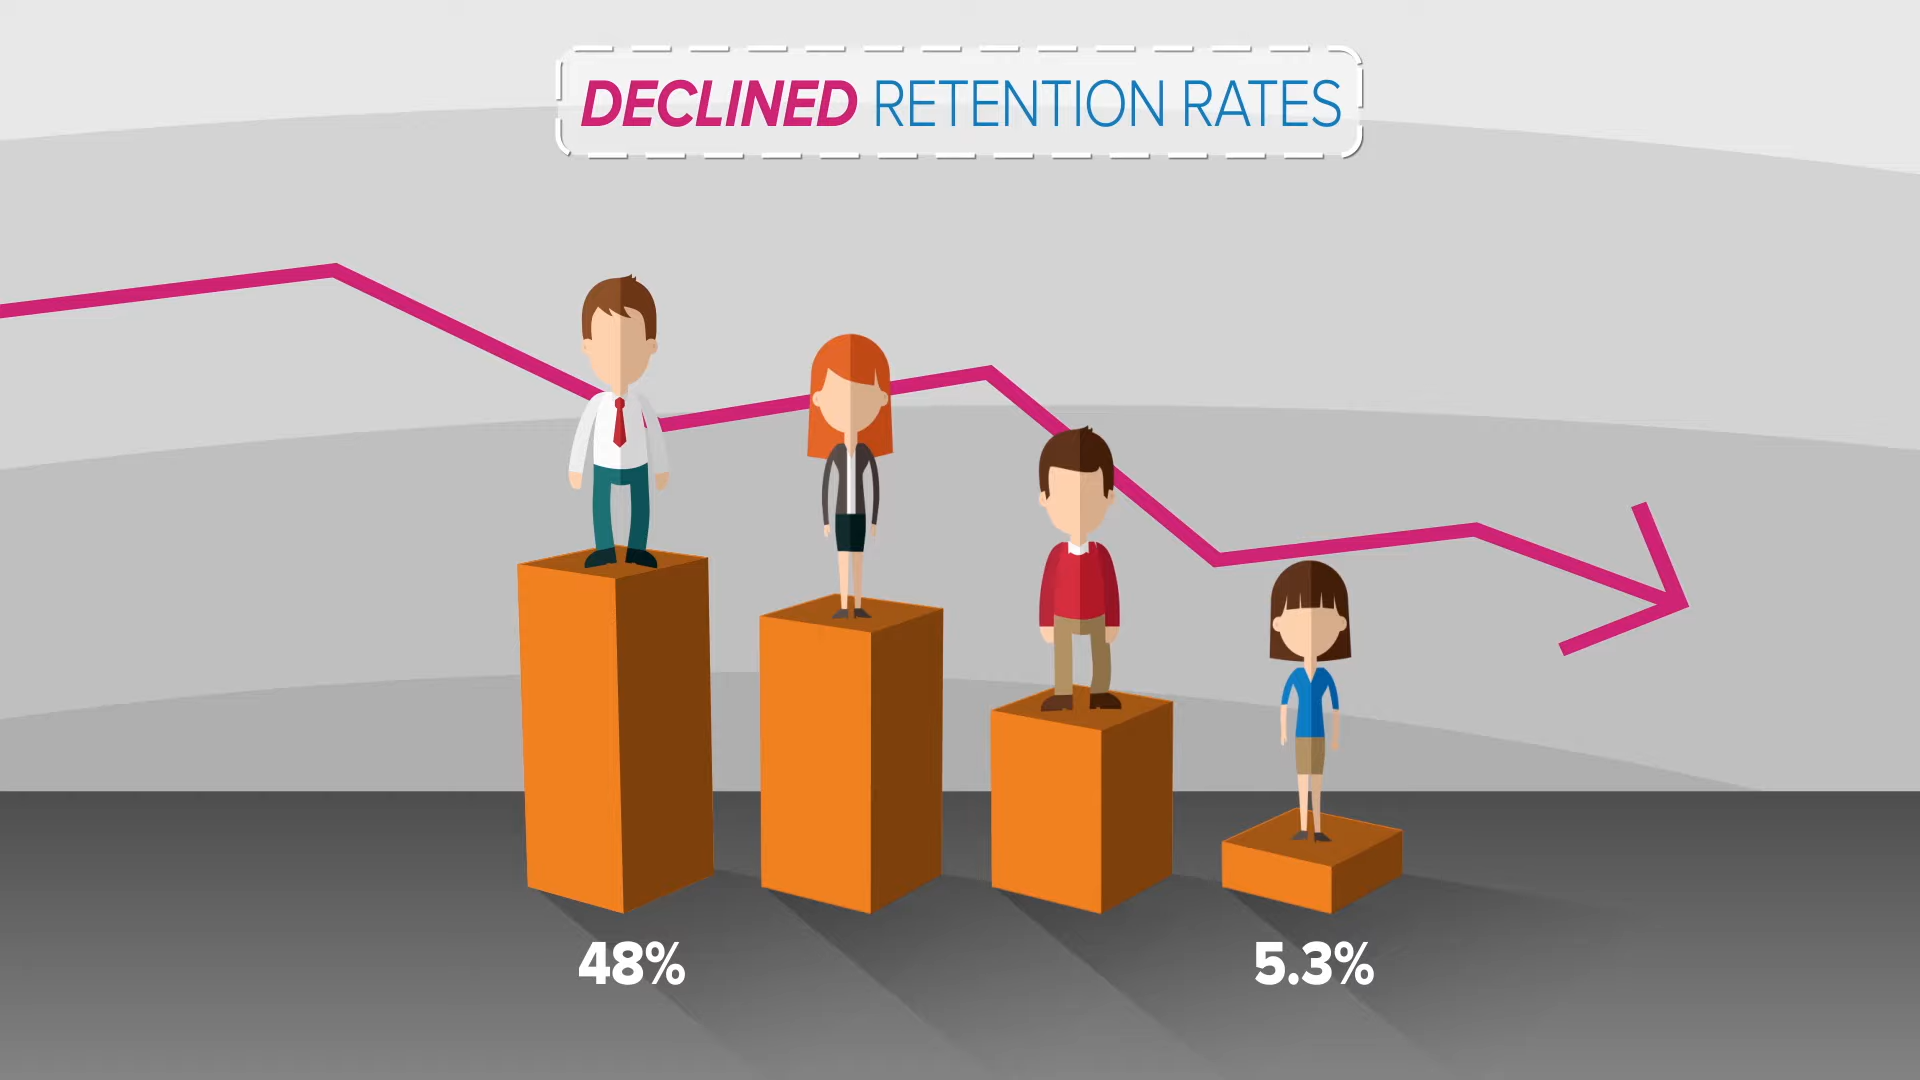 DECLINED RETENTION RATES
48%
5.3%